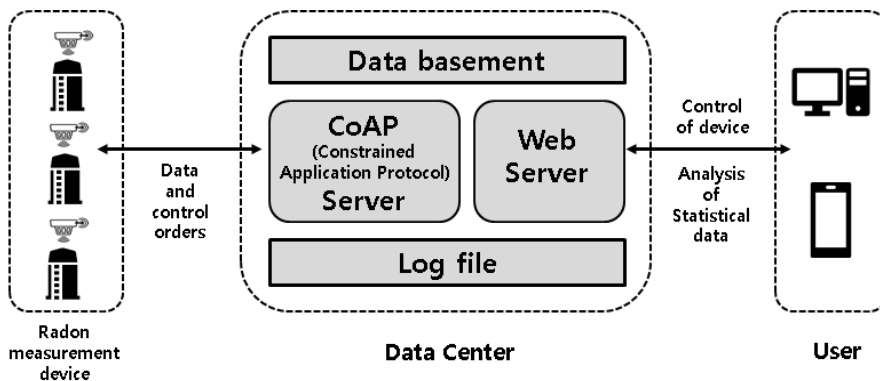 Data basement
CoAP
(Constrained
Application Protocol)
Server
Web
Server
Log file
Data
and
control
orders
Control
of device
Analysis
of
Statistical
data
Radon
measurement
device
Data Center
User